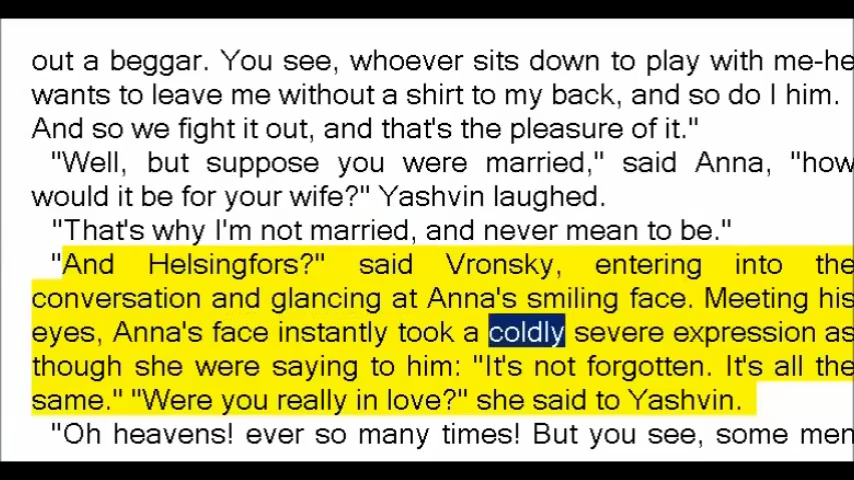 out a beggar. You see, whoever sits down to play with me-he
wants to leave me without a shirt to my back, and so do I him.
And so we fight it out, and that's the pleasure of it."
"Well, but suppose you were married," said Anna, "how
would it be for your wife?" Yashvin laughed.
"That's why I'm not married, and never mean to be."
"And Helsingfors?" said Vronsky, entering into the
conversation and glancing at Anna's smiling face. Meeting his
eyes, Anna's face instantly took a coldly severe expression as
though she were saying to him: "It's not forgotten. It's all the
same." "Were you really in love?" she said to Yashvin.
"Oh heavens! ever so many times! But you see, some men